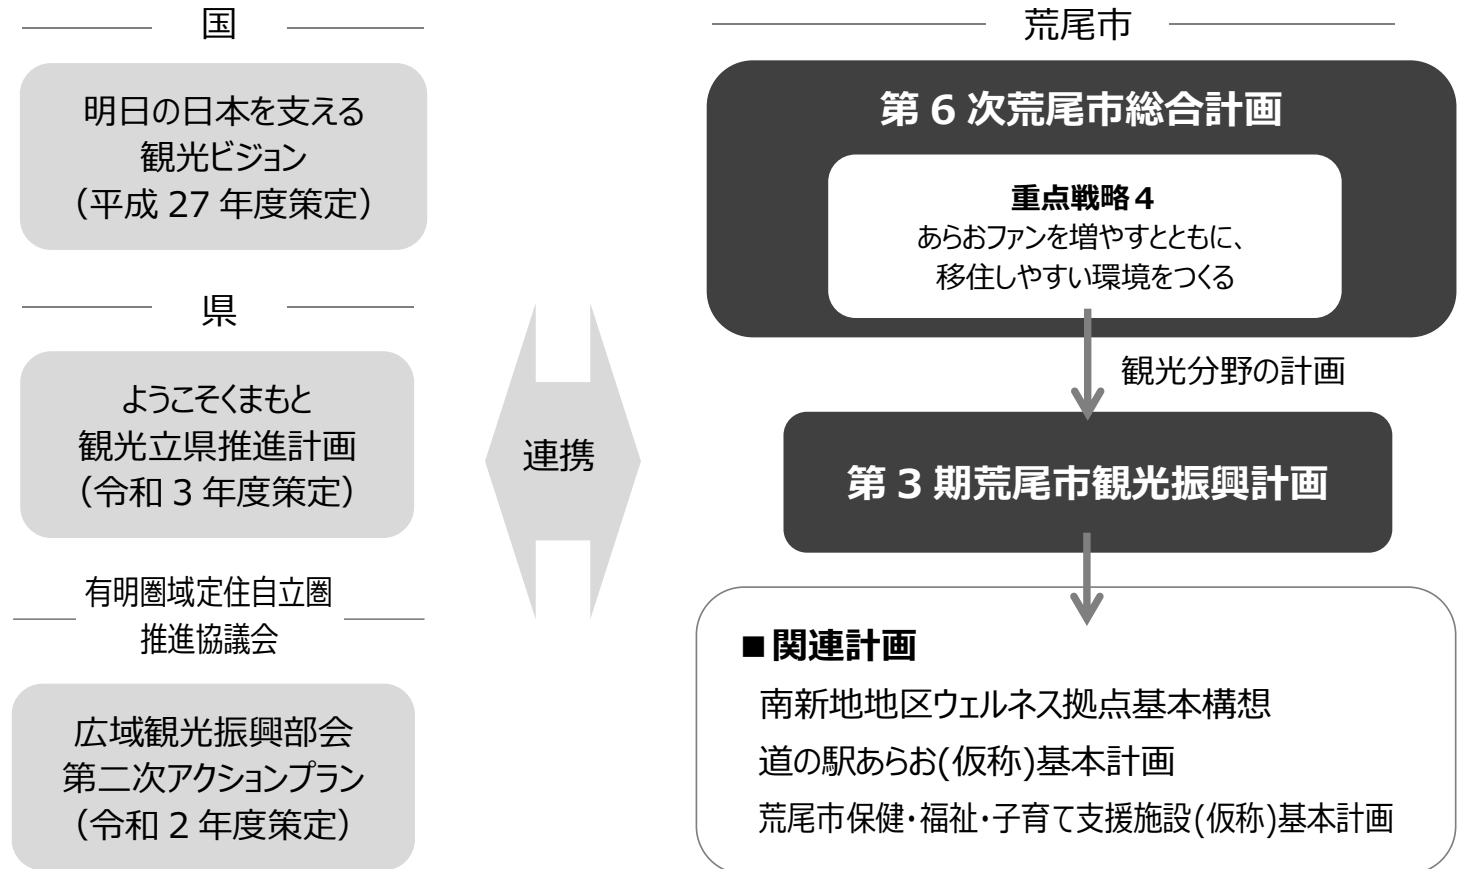 国
明日の日本を支える
観光ビジョン
（平成 27 年度策定）
県
ようこそくまもと
観光立県推進計画
（令和 3 年度策定）
有明圏域定住自立圏
推進協議会
広域観光振興部会
第二次アクションプラン
（令和 2 年度策定）
連携
荒尾市
第 6 次荒尾市総合計画
重点戦略４
あらおファンを増やすとともに、
移住しやすい環境をつくる
観光分野の計画
第 3 期荒尾市観光振興計画
■関連計画
南新地地区ウェルネス拠点基本構想
道の駅あらお(仮称)基本計画
荒尾市保健・福祉・子育て支援施設(仮称)基本計画